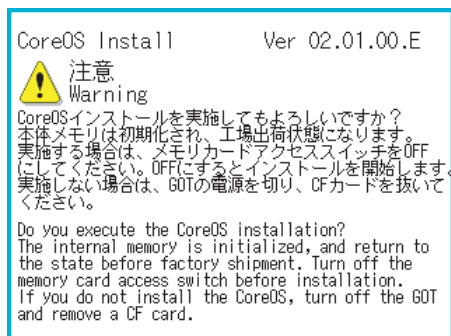 CoreOS Install Ver 02.01.00.E
注意
Warning
CoreOSインストールを実施してもよろしいですか？
本体メモリは初期化され、工場出荷状態になります。
実施する場合は、メモリカードアクセススイッチをOFF
にしてください。OFFにするとインストールを開始します。
実施しない場合は、GOTの電源を切り、CFカードを抜いて
ください。
Do you execute the CoreOS installation?
The internal memory is initialized, and return to
the state before factory shipment. Turn off the
memory card access switch before installation.
If you do not install the CoreOS, turn off the GOT
and remove a CF card.